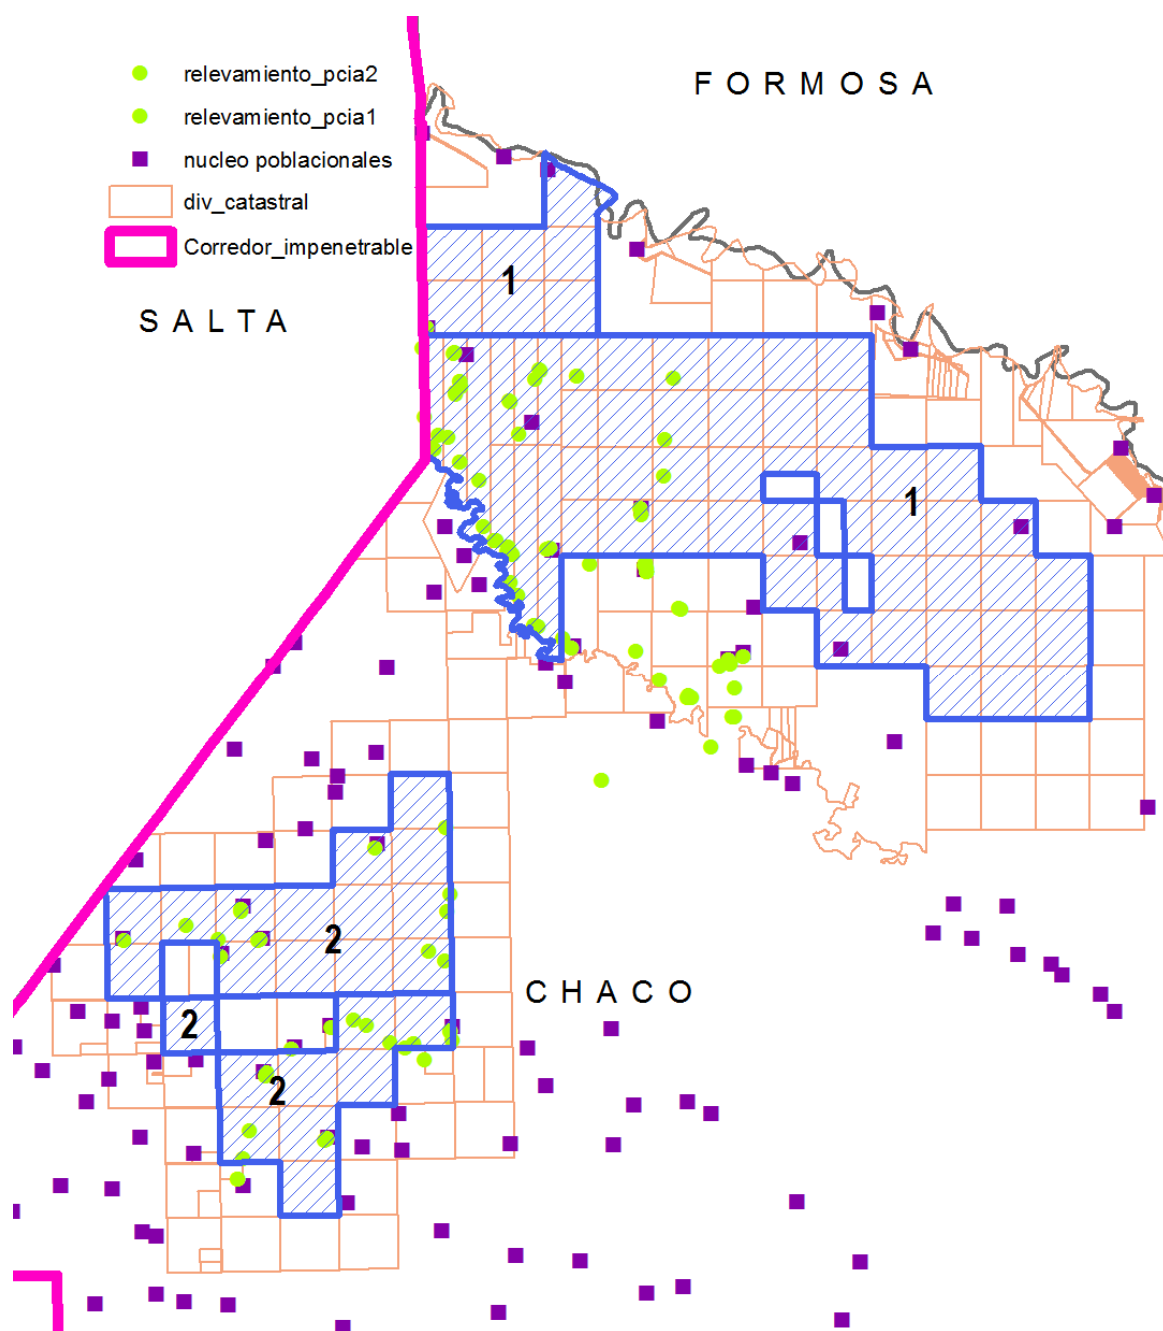 FORMOSA
relevamiento_pcia2
relevamiento_pcia1
nucleo poblacionales
div_catastral
Corredor_impenetrable
1
SALTA
1
2
CHACO
2
2